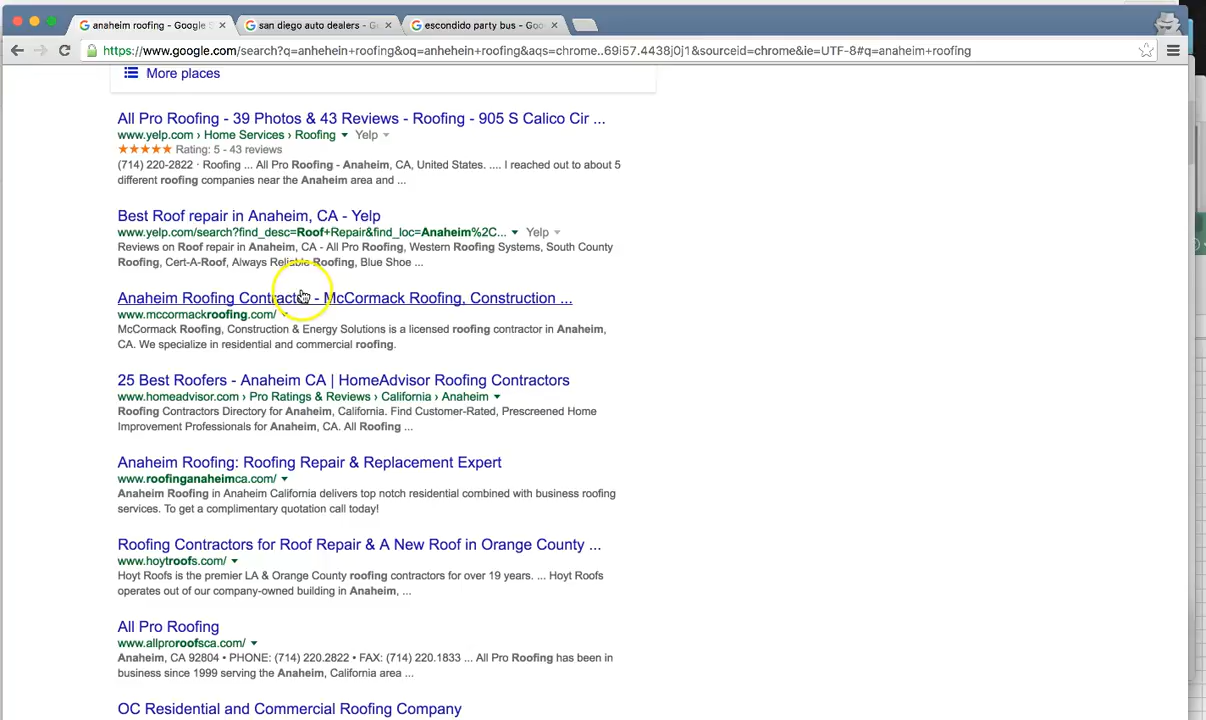 anaheim roofing - Google S
san diego auto dealers - G
escondido party bus - Goo
https://www.google.com/search?q=anhehein+roofing&oq=anhehein+roofing&aqs=chrome..69i57.4438j0j1&sourceid=chrome&ie=UTF-8#q=anaheim+roofing
More places
All Pro Roofing - 39 Photos & 43 Reviews - Roofing - 905 S Calico Cir ...
www.yelp.com › Home Services › Roofing Yelp
Rating: 5 - 43 reviews
(714) 220-2822 · Roofing ... All Pro Roofing - Anaheim, CA, United States. .... I reached out to about 5
different roofing companies near the Anaheim area and ...
Best Roof repair in Anaheim, CA - Yelp
www.yelp.com/search?find_desc=Roof+Repair&find_loc=Anaheim%2C... Yelp
Reviews on Roof repair in Anaheim, CA - All Pro Roofing, Western Roofing Systems, South County
Roofing, Cert-A-Roof, Always Reliable Roofing, Blue Shoe ...
Anaheim Roofing Contractor - McCormack Roofing, Construction ...
www.mccormackroofing.com/
McCormack Roofing, Construction & Energy Solutions is a licensed roofing contractor in Anaheim,
CA. We specialize in residential and commercial roofing.
25 Best Roofers - Anaheim CA | HomeAdvisor Roofing Contractors
www.homeadvisor.com › Pro Ratings & Reviews › California › Anaheim
Roofing Contractors Directory for Anaheim, California. Find Customer-Rated, Prescreened Home
Improvement Professionals for Anaheim, CA. All Roofing ...
Anaheim Roofing: Roofing Repair & Replacement Expert
www.roofinganaheimca.com/
Anaheim Roofing in Anaheim California delivers top notch residential combined with business roofing
services. To get a complimentary quotation call today!
Roofing Contractors for Roof Repair & A New Roof in Orange County ...
www.hoytroofs.com/
Hoyt Roofs is the premier LA & Orange County roofing contractors for over 19 years. ... Hoyt Roofs
operates out of our company-owned building in Anaheim, ...
All Pro Roofing
www.allproroofsca.com/
Anaheim, CA 92804 • PHONE: (714) 220.2822 • FAX: (714) 220.1833 ... All Pro Roofing has been in
business since 1999 serving the Anaheim, California area ...
OC Residential and Commercial Roofing Company